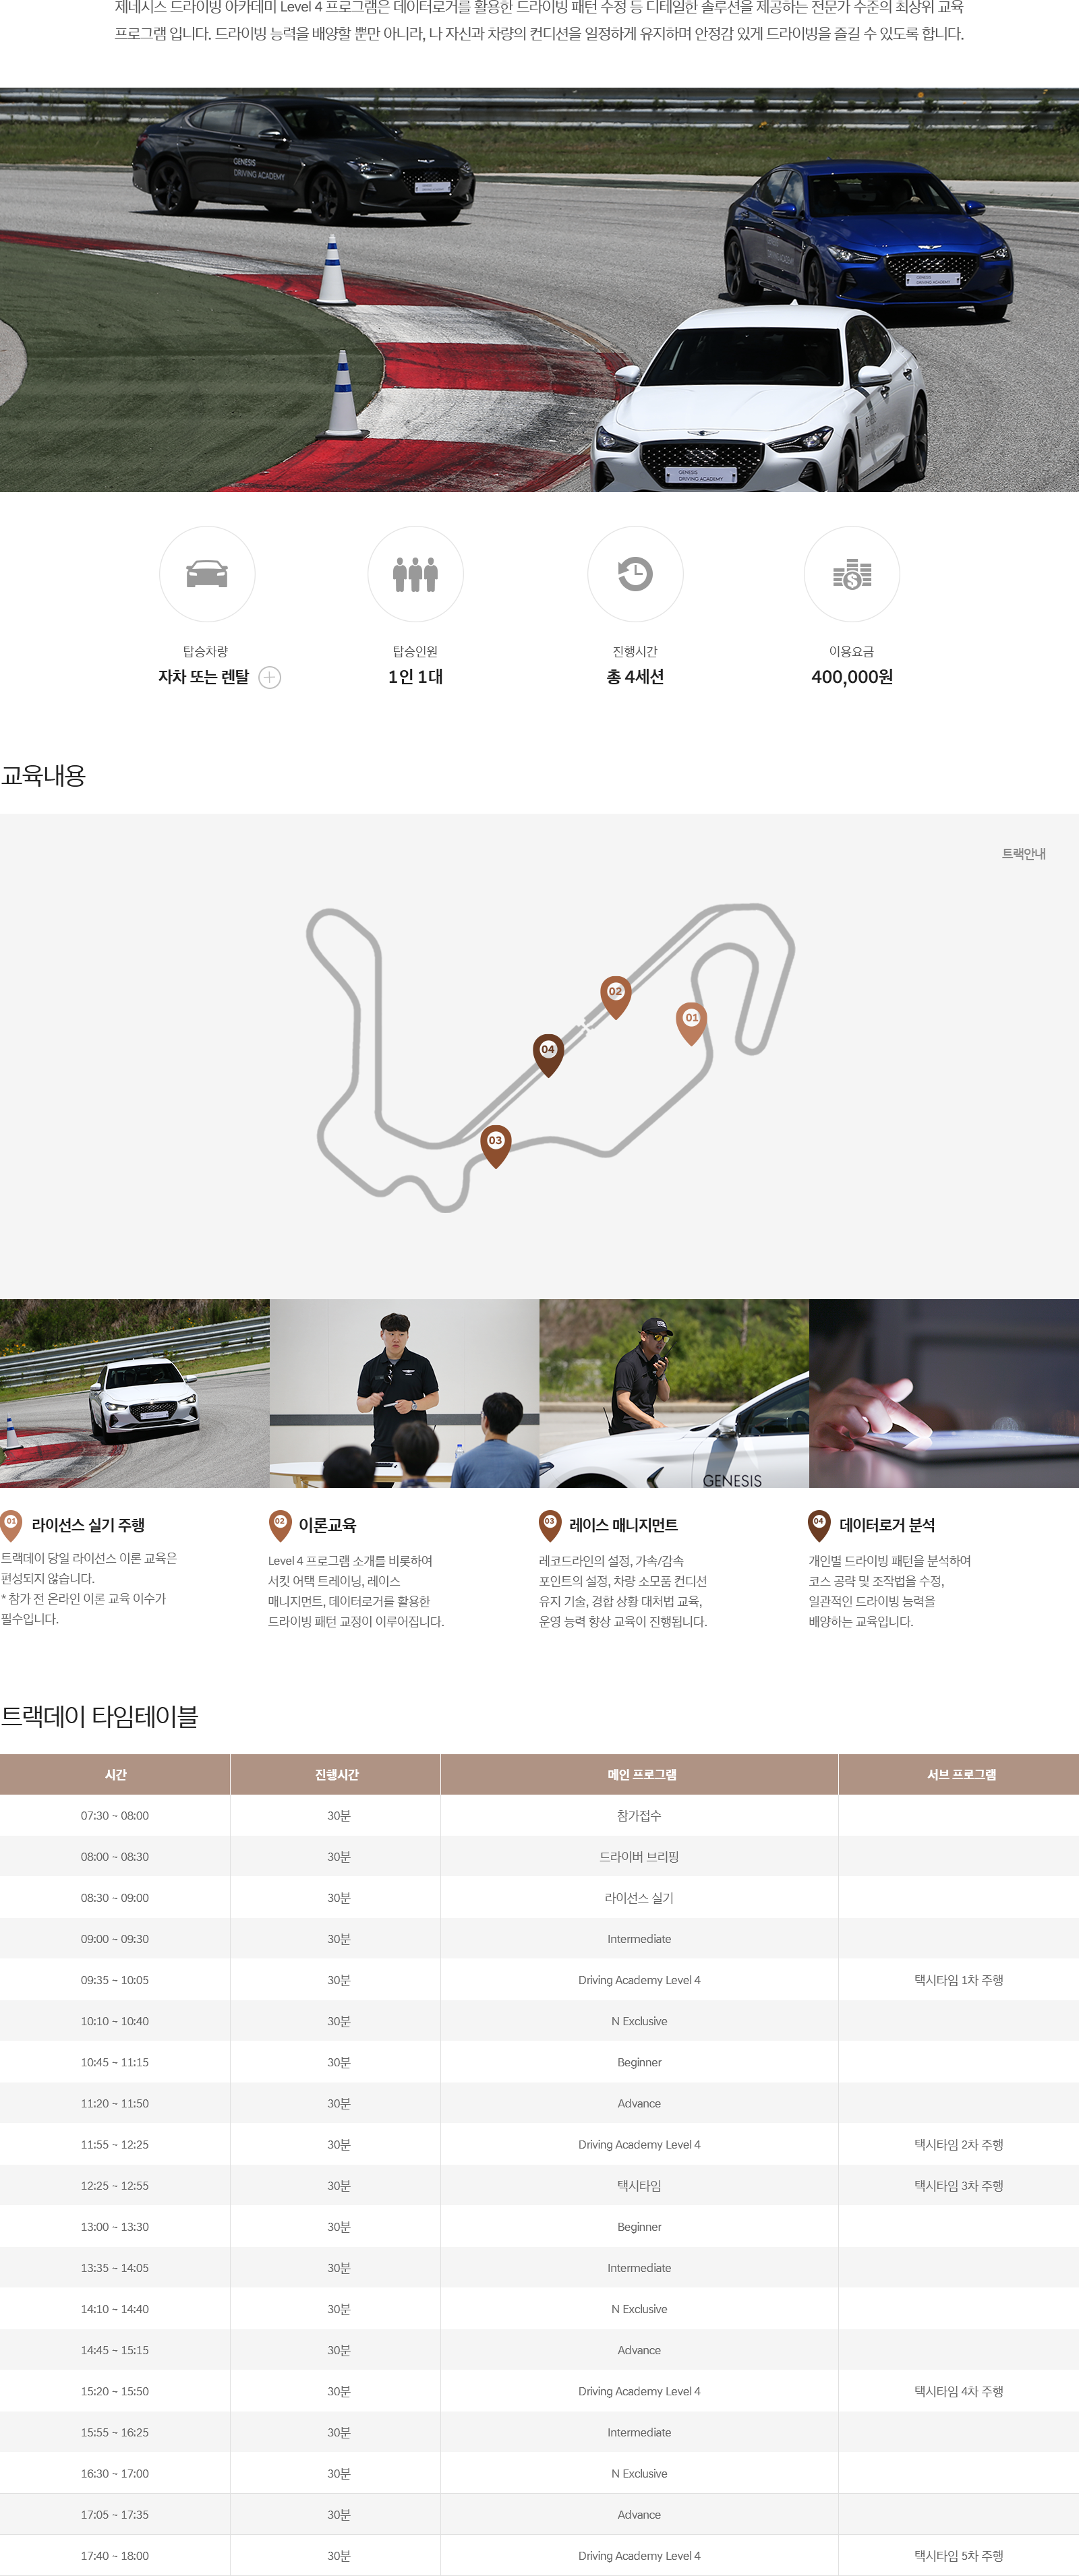 제네시스 드라이빙 아카데미 Level 4 프로그램은 데이터로거를 활용한 드라이빙 패턴 수정 등 디테일한 솔루션을 제공하는 전문가 수준의 최상위 교육
프로그램 입니다. 드라이빙 능력을 배양할 뿐만 아니라, 나 자신과 차량의 컨디션을 일정하게 유지하며 안정감 있게 드라이빙을 즐길 수 있도록 합니다.
GENESIS
DRIVING ACADEMY
GENESIS
DRIVING ACADEMY
탑승차량
자차 또는 렌탈
탑승인원
1인 1대
진행시간
총 4세션
이용요금
400,000원
교육내용
트랙안내
02
01
04
03
GENESIS
01 라이선스 실기 주행
트랙데이 당일 라이선스 이론 교육은
편성되지 않습니다.
* 참가 전 온라인 이론 교육 이수가
필수입니다.
02 이론교육
Level 4 프로그램 소개를 비롯하여
서킷 어택 트레이닝, 레이스
매니지먼트, 데이터로거를 활용한
드라이빙 패턴 교정이 이루어집니다.
03 레이스 매니지먼트
레코드라인의 설정, 가속/감속
포인트의 설정, 차량 소모품 컨디션
유지 기술, 경합 상황 대처법 교육,
운영 능력 향상 교육이 진행됩니다.
04 데이터로거 분석
개인별 드라이빙 패턴을 분석하여
코스 공략 및 조작법을 수정,
일관적인 드라이빙 능력을
배양하는 교육입니다.
트랙데이 타임테이블
시간 진행시간 메인 프로그램 서브 프로그램
07:30 ~ 08:00 30분 참가접수
08:00 ~ 08:30 30분 드라이버 브리핑
08:30 ~ 09:00 30분 라이선스 실기
09:00 ~ 09:30 30분 Intermediate
09:35 ~ 10:05 30분 Driving Academy Level 4 택시타임 1차 주행
10:10 ~ 10:40 30분 N Exclusive
10:45 ~ 11:15 30분 Beginner
11:20 ~ 11:50 30분 Advance
11:55 ~ 12:25 30분 Driving Academy Level 4 택시타임 2차 주행
12:25 ~ 12:55 30분 택시타임 택시타임 3차 주행
13:00 ~ 13:30 30분 Beginner
13:35 ~ 14:05 30분 Intermediate
14:10 ~ 14:40 30분 N Exclusive
14:45 ~ 15:15 30분 Advance
15:20 ~ 15:50 30분 Driving Academy Level 4 택시타임 4차 주행
15:55 ~ 16:25 30분 Intermediate
16:30 ~ 17:00 30분 N Exclusive
17:05 ~ 17:35 30분 Advance
17:40 ~ 18:00 30분 Driving Academy Level 4 택시타임 5차 주행